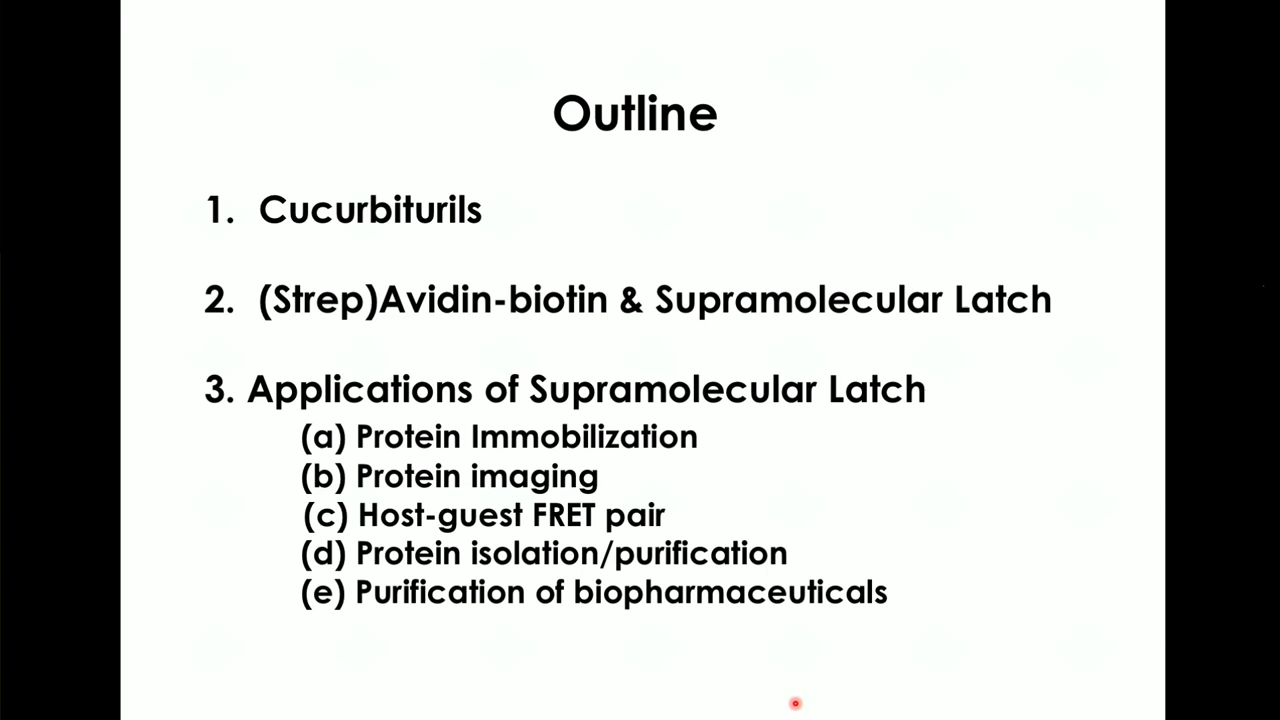 Outline
1. Cucurbiturils
2. (Strep)Avidin-biotin & Supramolecular Latch
3. Applications of Supramolecular Latch
(a) Protein Immobilization
(b) Protein imaging
(c) Host-guest FRET pair
(d) Protein isolation/purification
(e) Purification of biopharmaceuticals